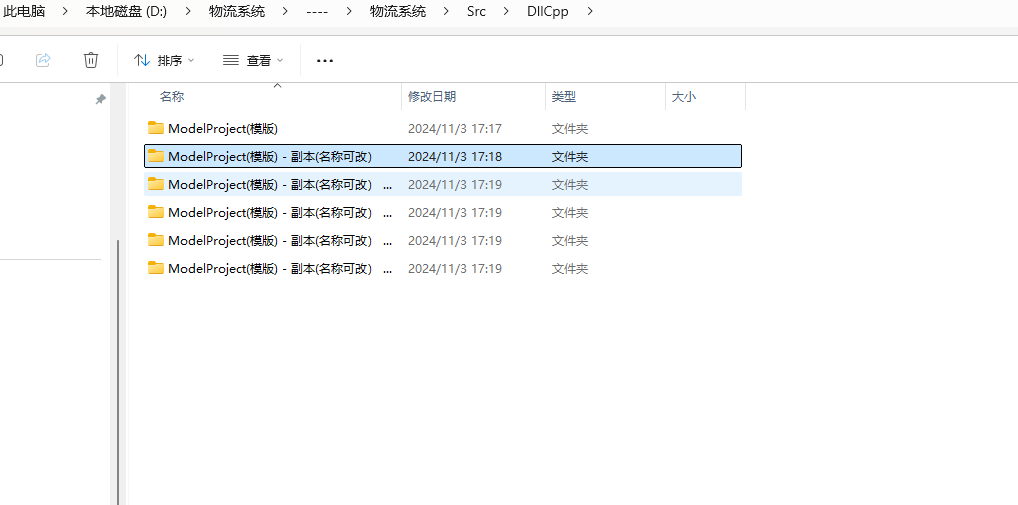 此电脑 > 本地磁盘 (D:) > 物流系统 > ---- > 物流系统 > Src > DllCpp >
排序 查看 ...
名称 修改日期 类型 大小
ModelProject(模版) 2024/11/3 17:17 文件夹
ModelProject(模版) - 副本(名称可改) 2024/11/3 17:18 文件夹
ModelProject(模版) - 副本(名称可改) ... 2024/11/3 17:19 文件夹
ModelProject(模版) - 副本(名称可改) ... 2024/11/3 17:19 文件夹
ModelProject(模版) - 副本(名称可改) ... 2024/11/3 17:19 文件夹
ModelProject(模版) - 副本(名称可改) ... 2024/11/3 17:19 文件夹